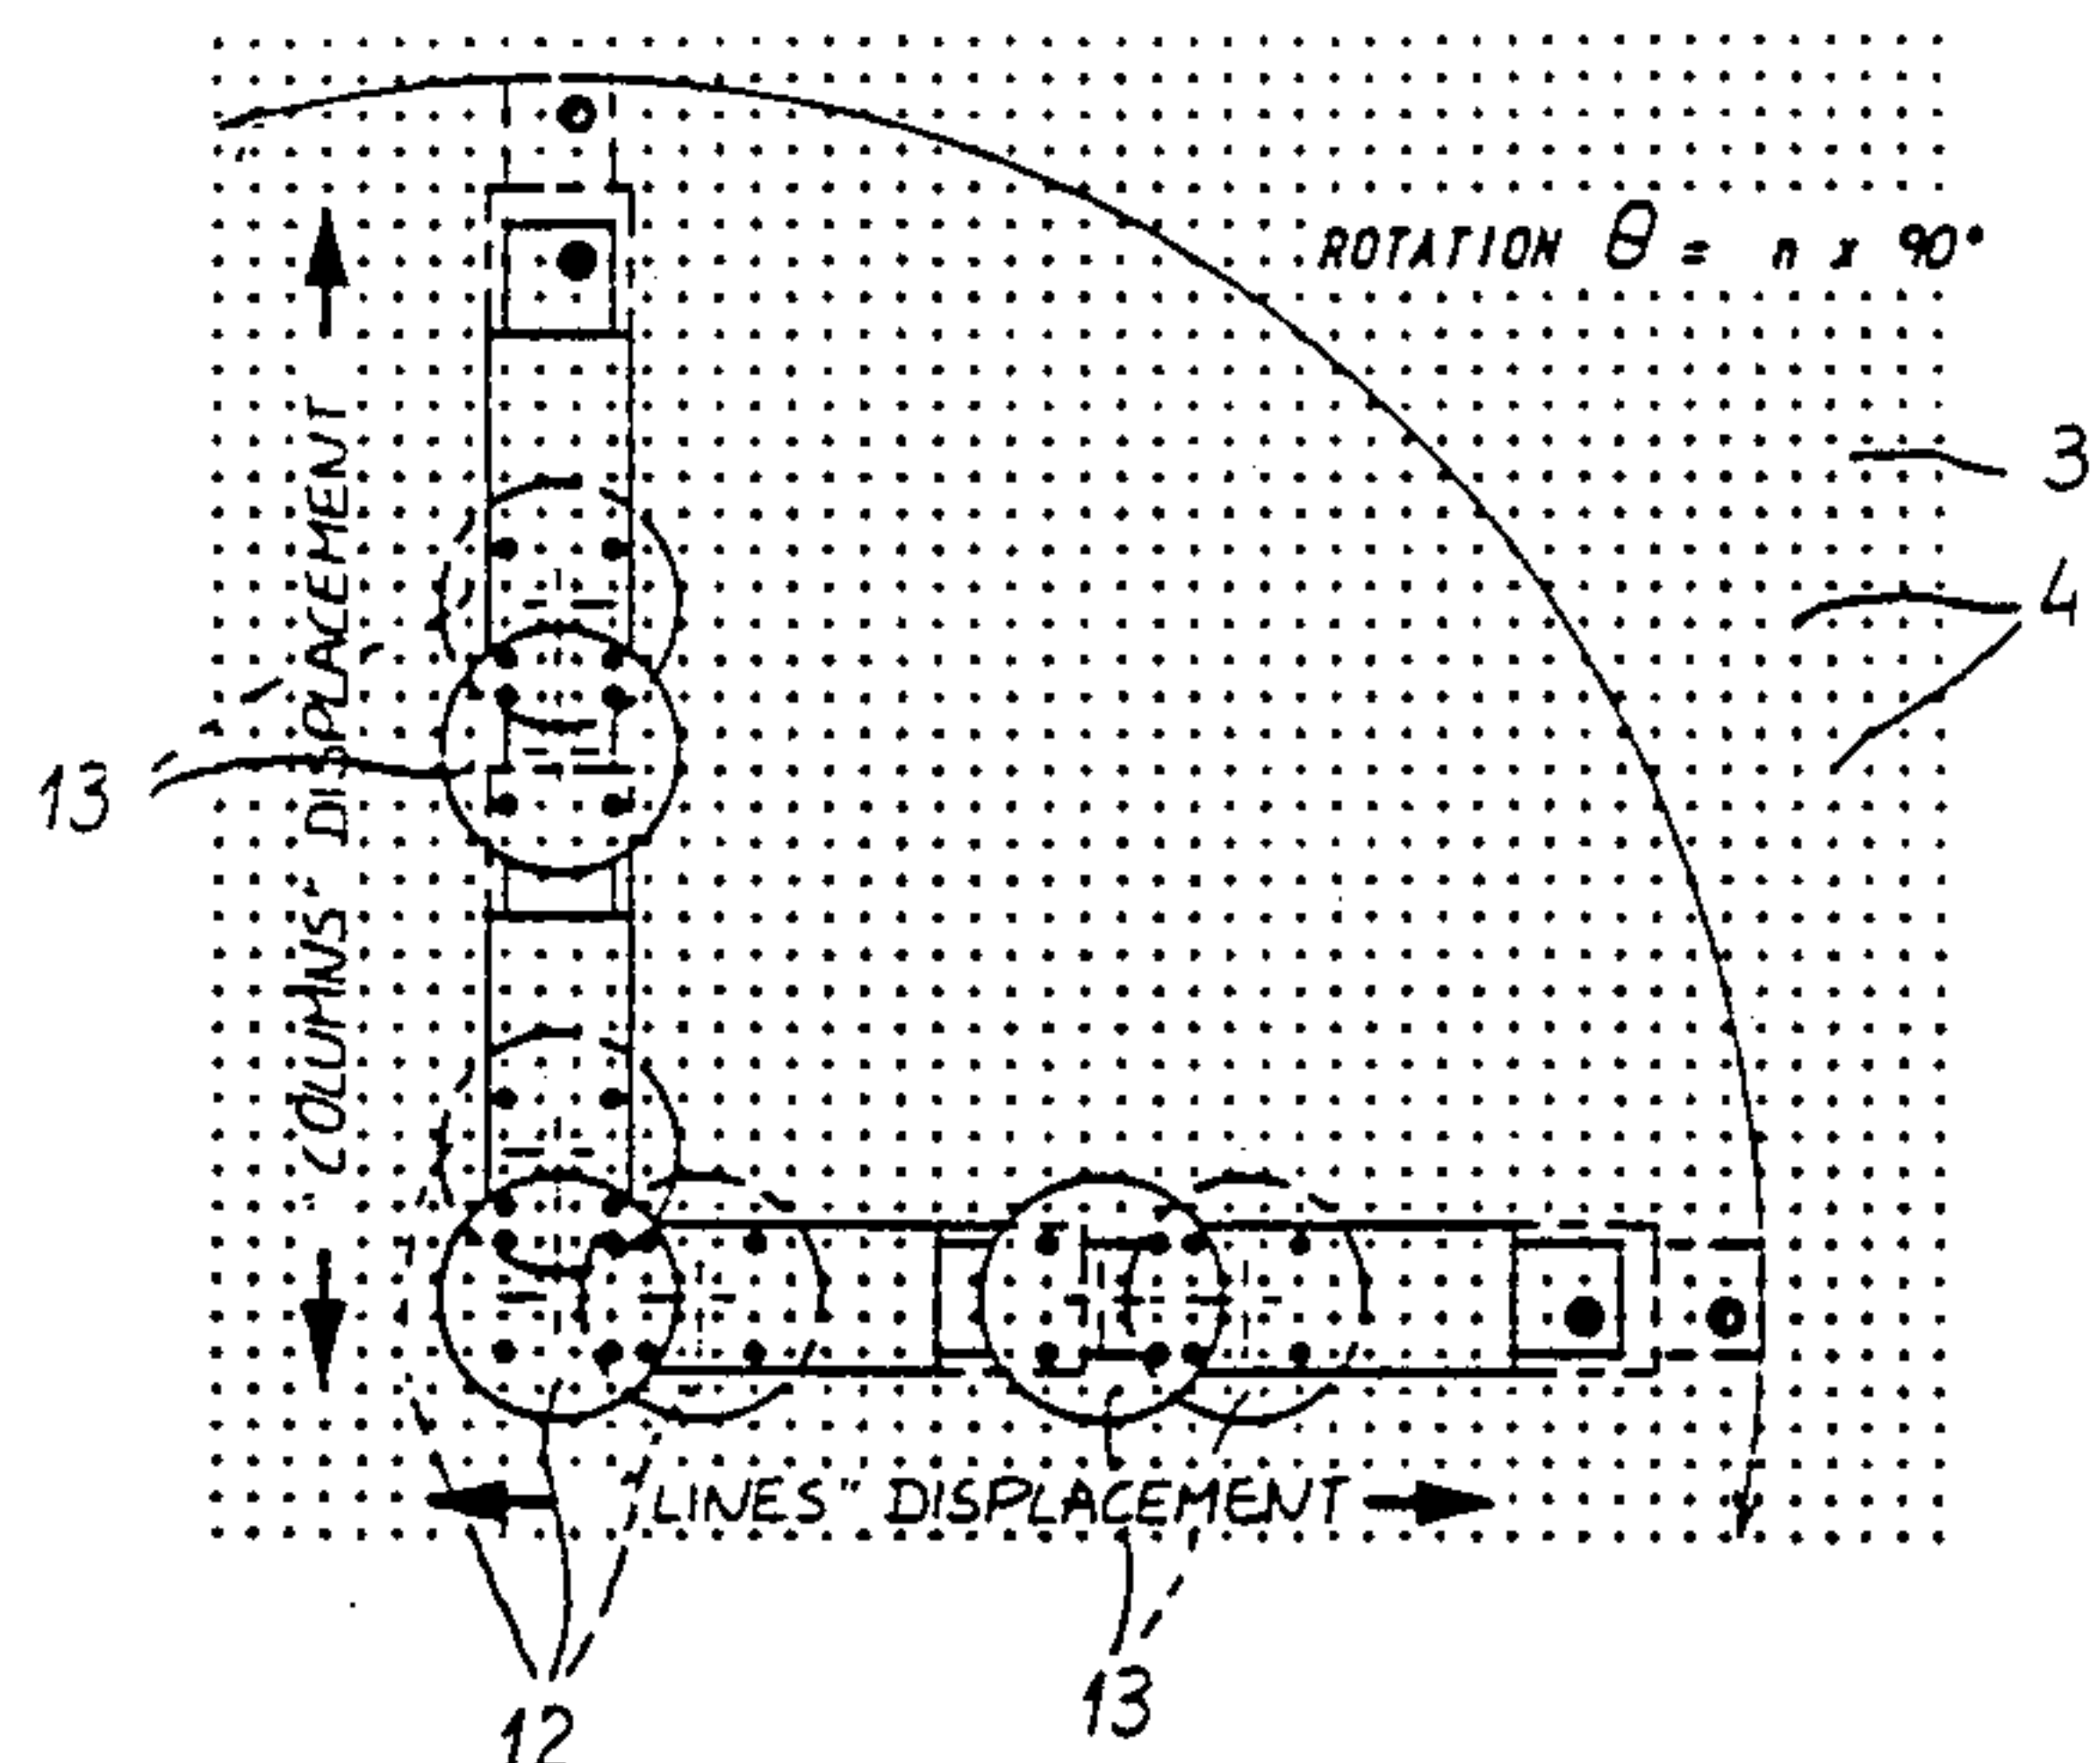 ROTATION θ = n x 90°
3
4
"COLUMNS" DISPLACEMENT
13
"LINES" DISPLACEMENT
12
13